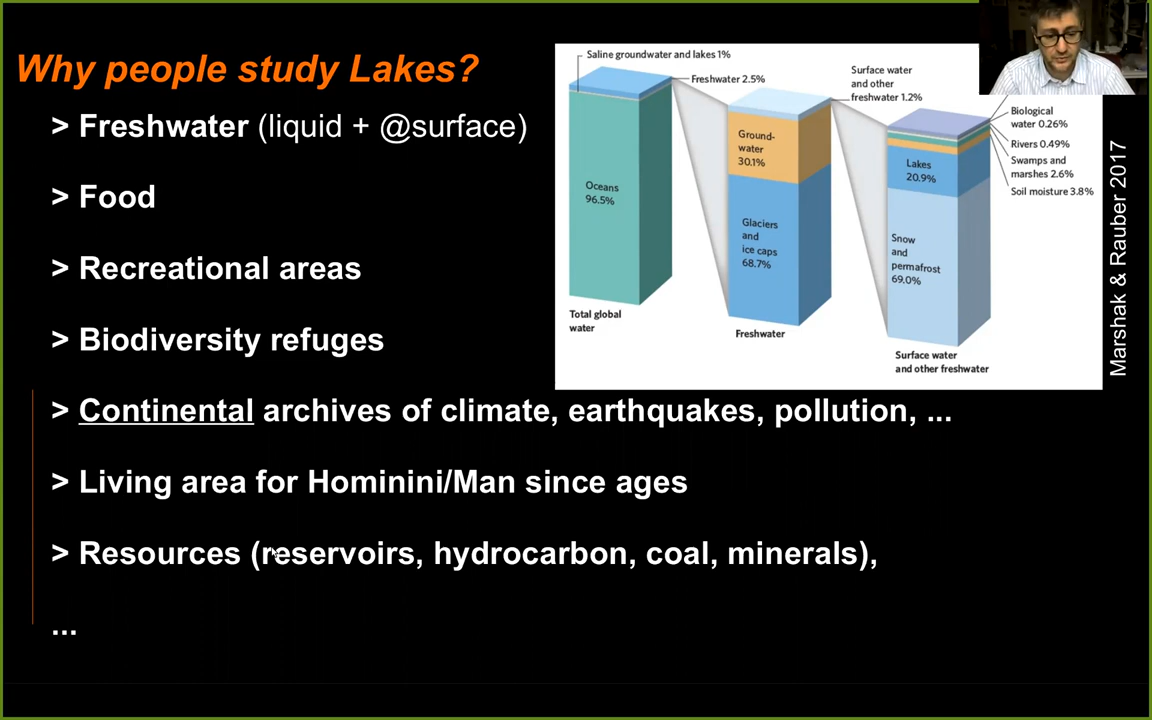 Why people study Lakes?
> Freshwater (liquid + @surface)
> Food
> Recreational areas
> Biodiversity refuges
> Continental archives of climate, earthquakes, pollution, ...
> Living area for Hominini/Man since ages
> Resources (reservoirs, hydrocarbon, coal, minerals),
...
Saline groundwater and lakes 1%
Freshwater 2.5%
Oceans
96.5%
Total global
water
Ground-
water
30.1%
Glaciers
and
ice caps
68.7%
Freshwater
Surface water
and other
freshwater 1.2%
Lakes
20.9%
Snow
and
permafrost
69.0%
Surface water
and other freshwater
Biological
water 0.26%
Rivers 0.49%
Swamps and
marshes 2.6%
Soil moisture 3.8%
Marshak & Rauber 2017